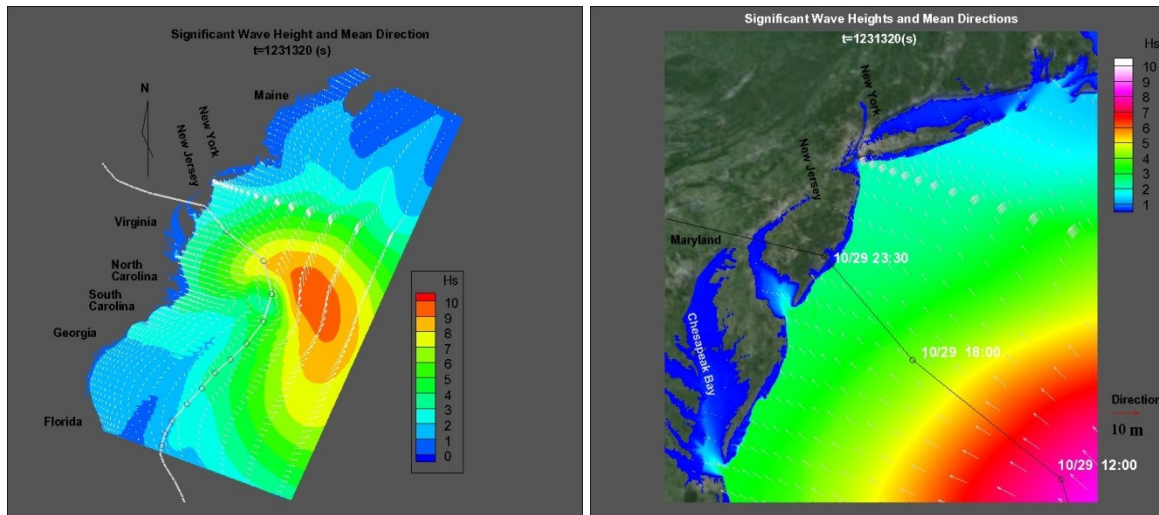 Significant Wave Height and Mean Direction
t=1231320 (s)
N
Maine
New York
New Jersey
Virginia
North
Carolina
South
Carolina
Georgia
Florida
Hs
10
9
8
7
6
5
4
3
2
1
0
Significant Wave Heights and Mean Directions
t=1231320(s)
New York
New Jersey
Maryland
10/29 23:30
Chesapeak Bay
10/29 18:00
10/29 12:00
Hs
10
9
8
7
6
5
4
3
2
1
Direction
10 m